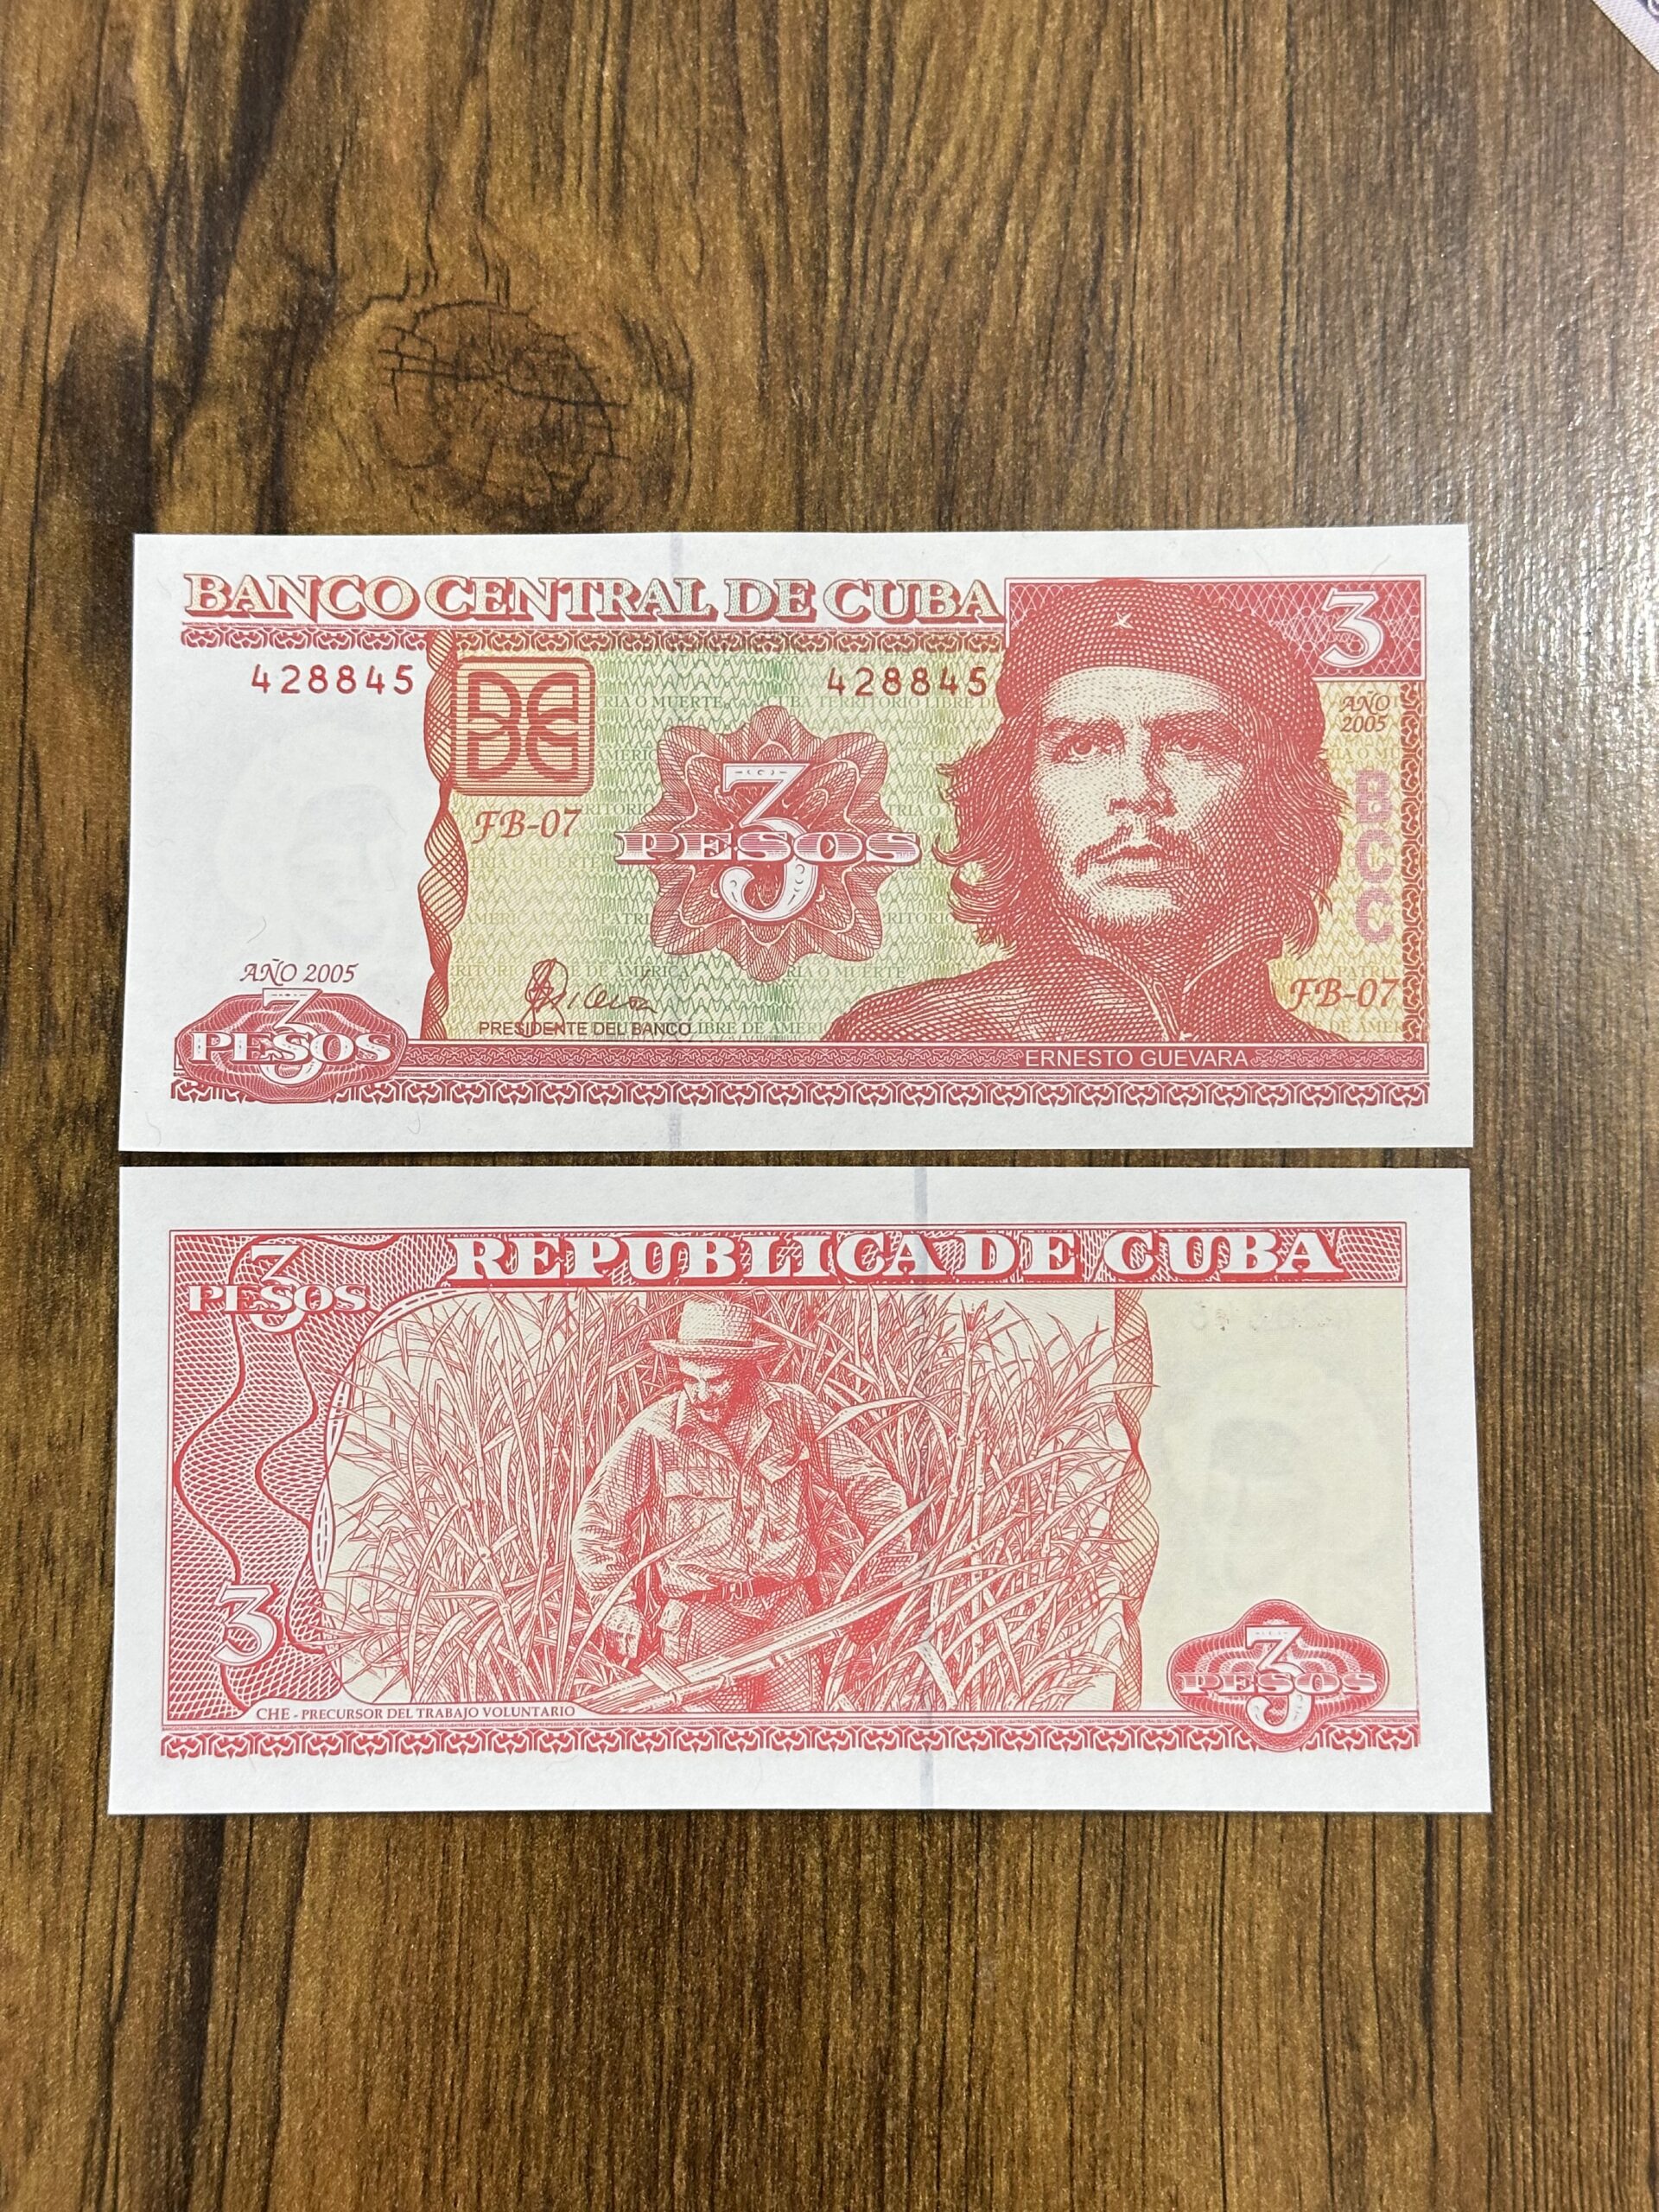 BANCO CENTRAL DE CUBA
3
428845
428845
AÑO
2005
FB-07
3
PESOS
BCC
AÑO 2005
FB-07
PRESIDENTE DEL BANCO
3
PESOS
ERNESTO GUEVARA
3
PESOS
REPUBLICA DE CUBA
3
CHE - PRECURSOR DEL TRABAJO VOLUNTARIO
3
PESOS